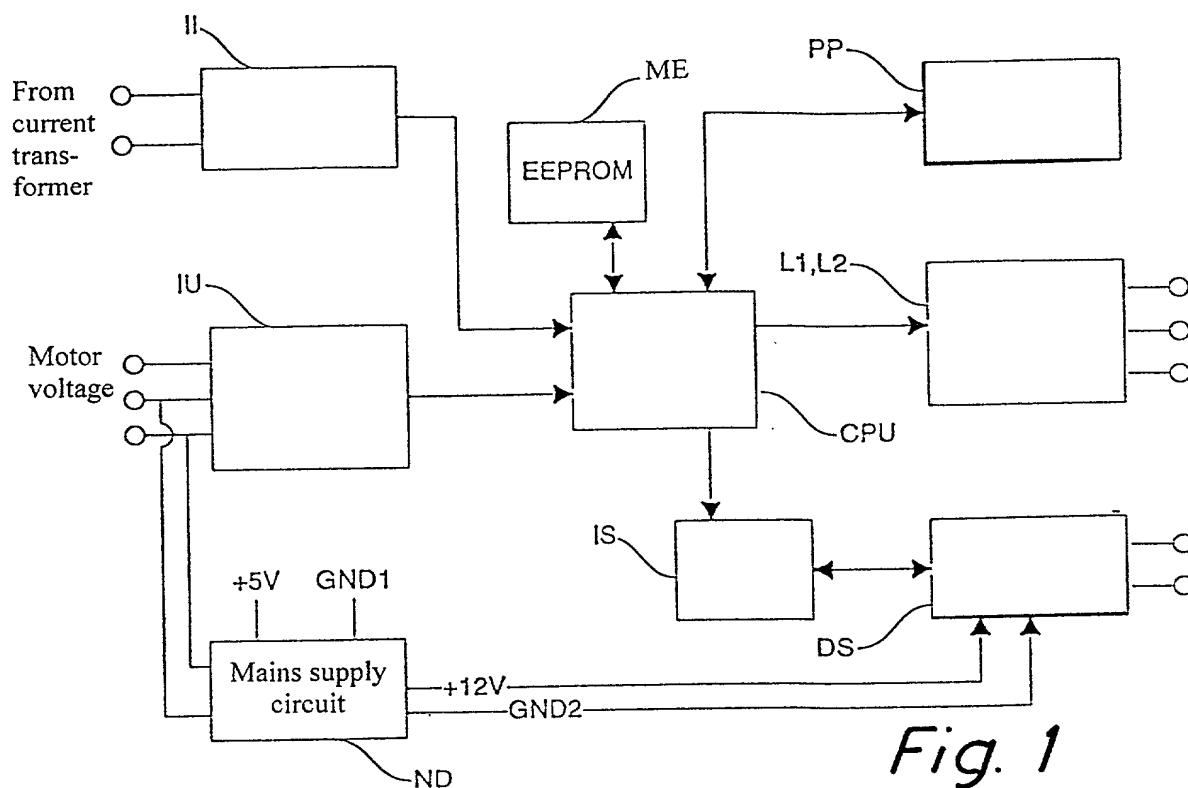 II
PP
ME
From
current
trans-
former
EEPROM
L1,L2
IU
Motor
voltage
CPU
IS
+5V GND1
DS
Mains supply
circuit
+12V
GND2
ND
Fig. 1